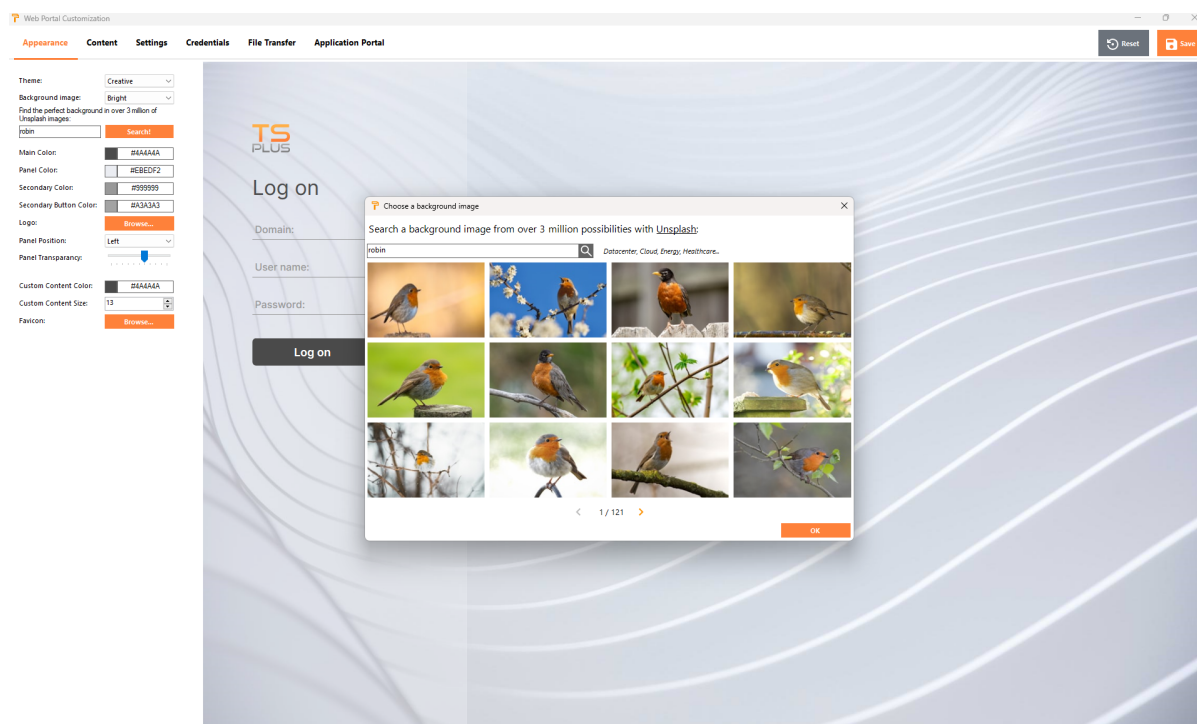 Web Portal Customization
Appearance Content Settings Credentials File Transfer Application Portal Reset Save
Theme: Creative
Background image: Bright
Find the perfect background in over 3 million of
Unsplash images:
robin Search!
Main Color: #4A4A4A
Panel Color: #EBEDF2
Secondary Color: #999999
Secondary Button Color: #A3A3A3
Logo: Browse...
Panel Position: Left
Panel Transparency:
Custom Content Color: #4A4A4A
Custom Content Size: 13
Favicon: Browse...
TS
PLUS
Log on
Domain:
User name:
Password:
Log on
Choose a background image
Search a background image from over 3 million possibilities with Unsplash:
robin Datacenter, Cloud, Energy, Healthcare...
1 / 121
OK